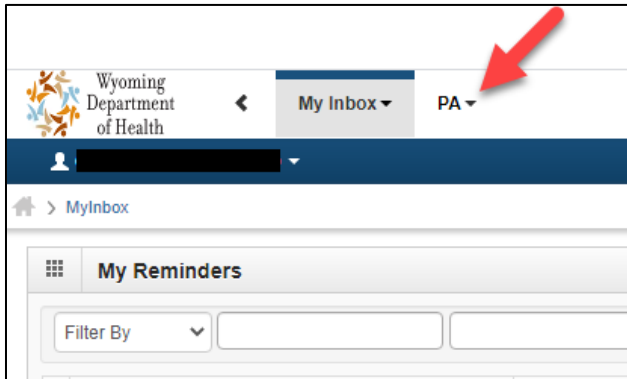 Wyoming
Department
of Health
My Inbox
PA
MyInbox
My Reminders
Filter By